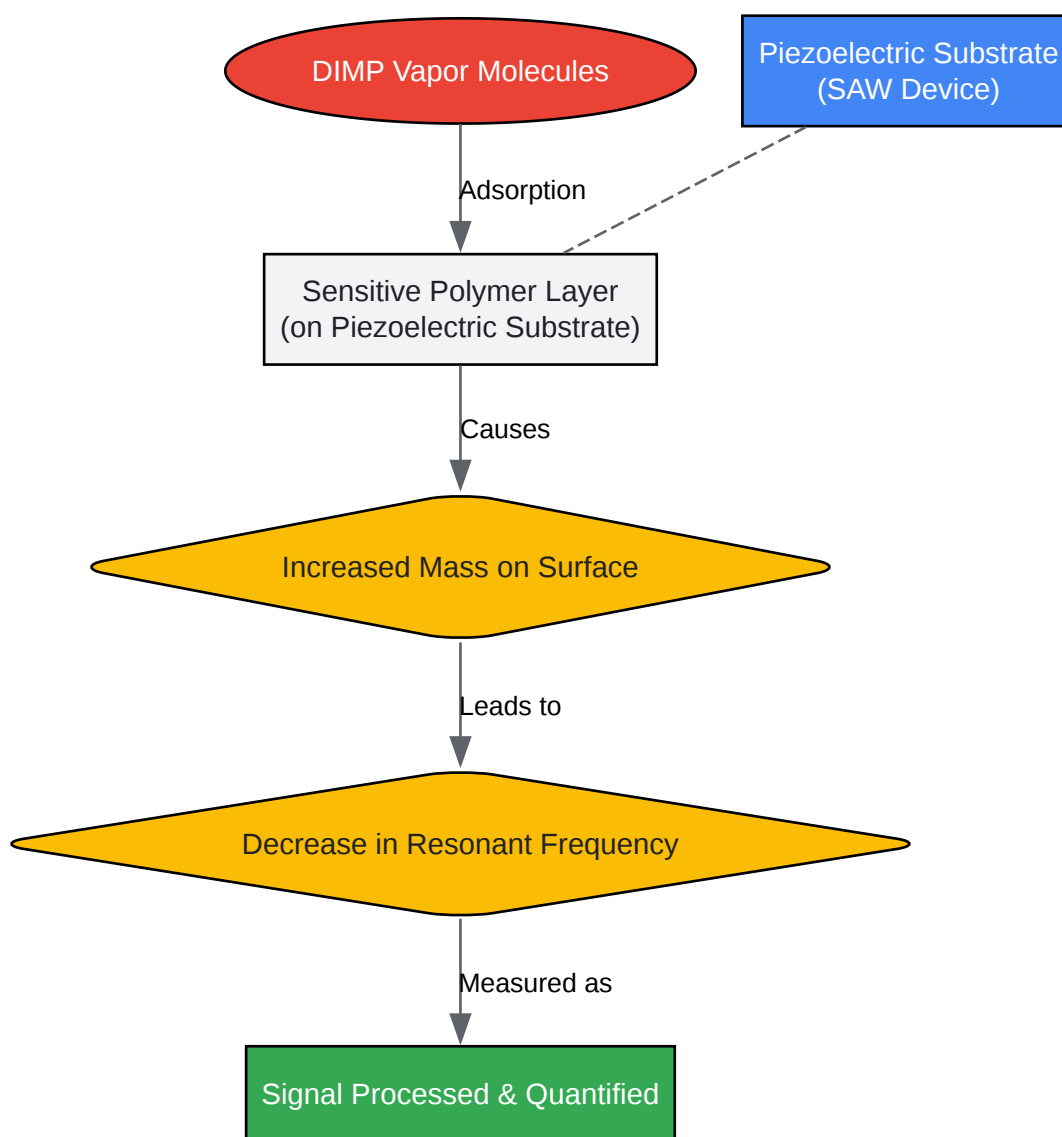 DIMP Vapor Molecules
Piezoelectric Substrate
(SAW Device)
Adsorption
Sensitive Polymer Layer
(on Piezoelectric Substrate)
Causes
Increased Mass on Surface
Leads to
Decrease in Resonant Frequency
Measured as
Signal Processed & Quantified